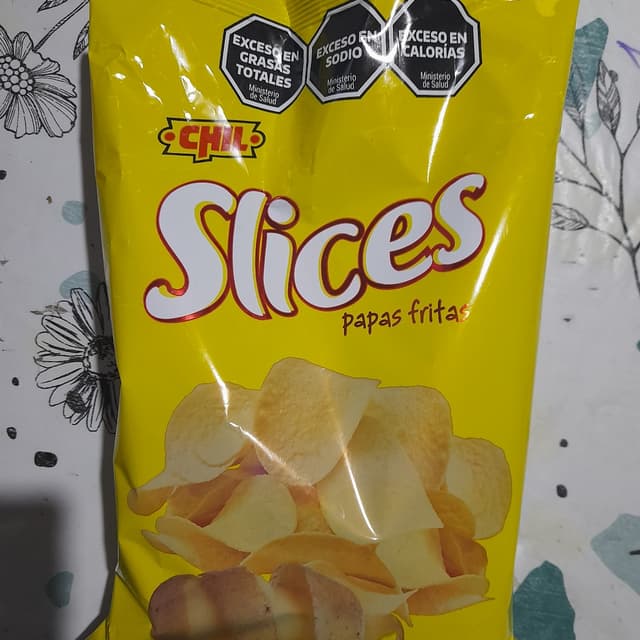 EXCESO EN
GRASAS
TOTALES
Ministerio
de Salud
EXCESO EN
SODIO
Ministerio
de Salud
EXCESO EN
CALORÍAS
Ministerio
de Salud
CHIL
Slices
papas fritas